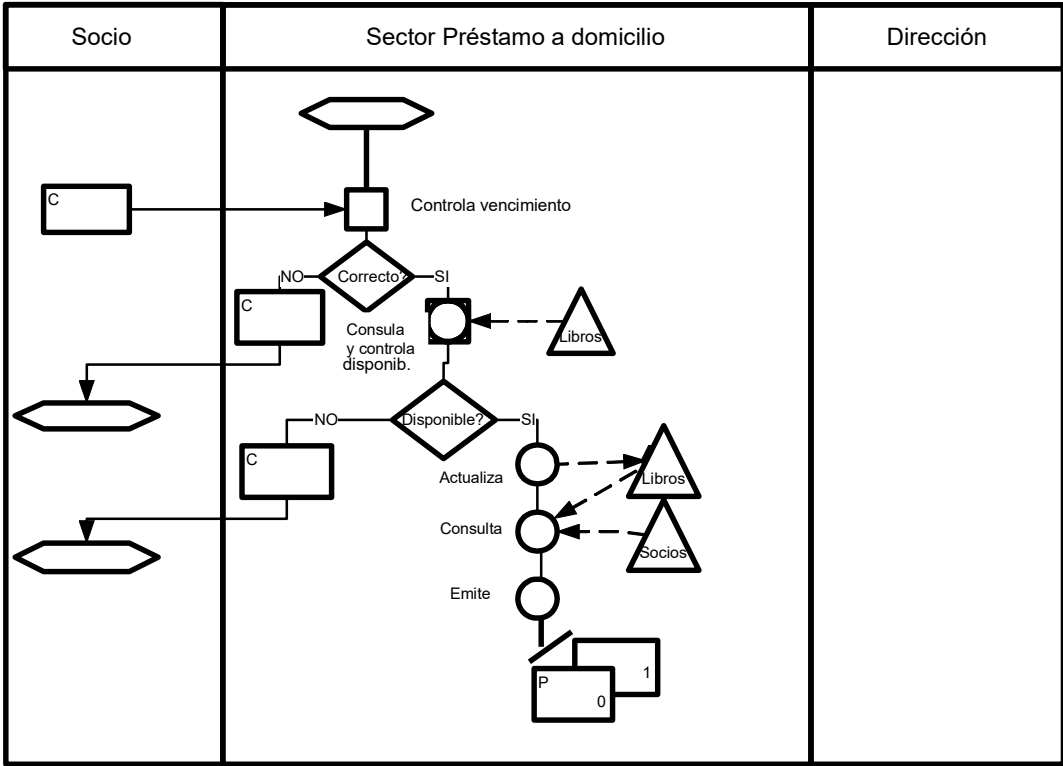 Socio
Sector Préstamo a domicilio
Dirección
C
Controla vencimiento
NO
Correcto?
SI
C
Consula
y controla
disponib.
Libros
NO
Disponible?
SI
C
Actualiza
Libros
Consulta
Socios
Emite
1
P
0